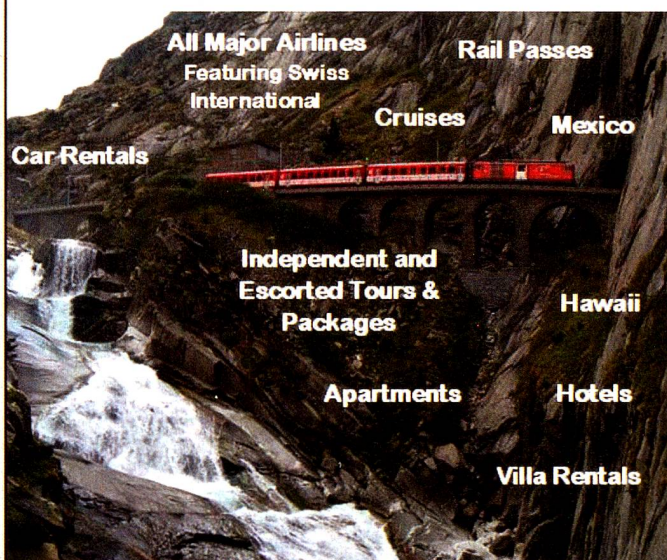 All Major Airlines
Featuring Swiss
International
Rail Passes
Cruises
Mexico
Car Rentals
Independent and
Escorted Tours &
Packages
Hawaii
Apartments
Hotels
Villa Rentals